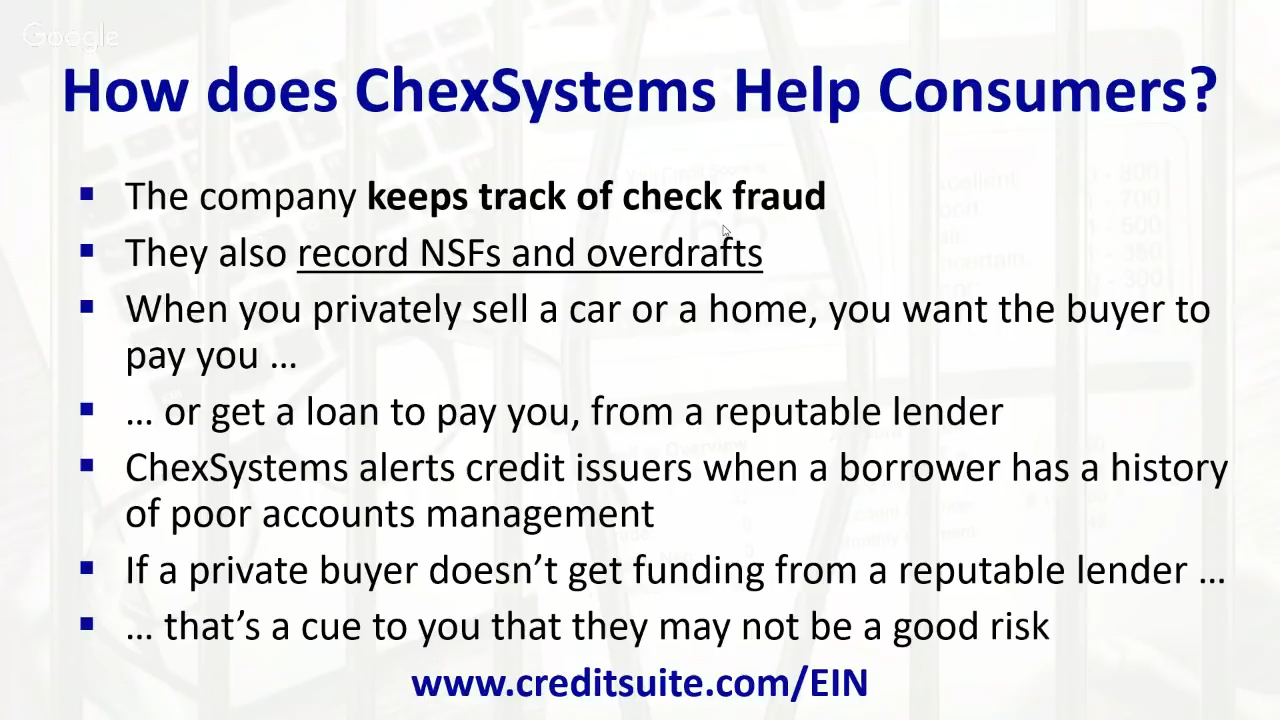 Google
How does ChexSystems Help Consumers?
▪ The company keeps track of check fraud
▪ They also record NSFs and overdrafts
▪ When you privately sell a car or a home, you want the buyer to
pay you …
▪ … or get a loan to pay you, from a reputable lender
▪ ChexSystems alerts credit issuers when a borrower has a history
of poor accounts management
▪ If a private buyer doesn’t get funding from a reputable lender …
▪ … that’s a cue to you that they may not be a good risk
www.creditsuite.com/EIN